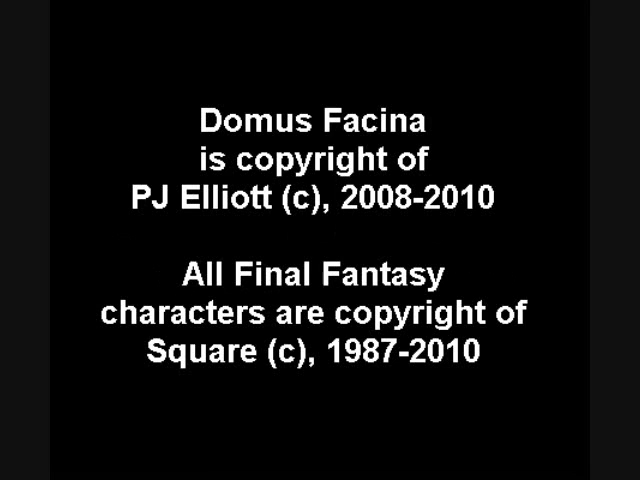 Domus Facina
is copyright of
PJ Elliott (c), 2008-2010
All Final Fantasy
characters are copyright of
Square (c), 1987-2010